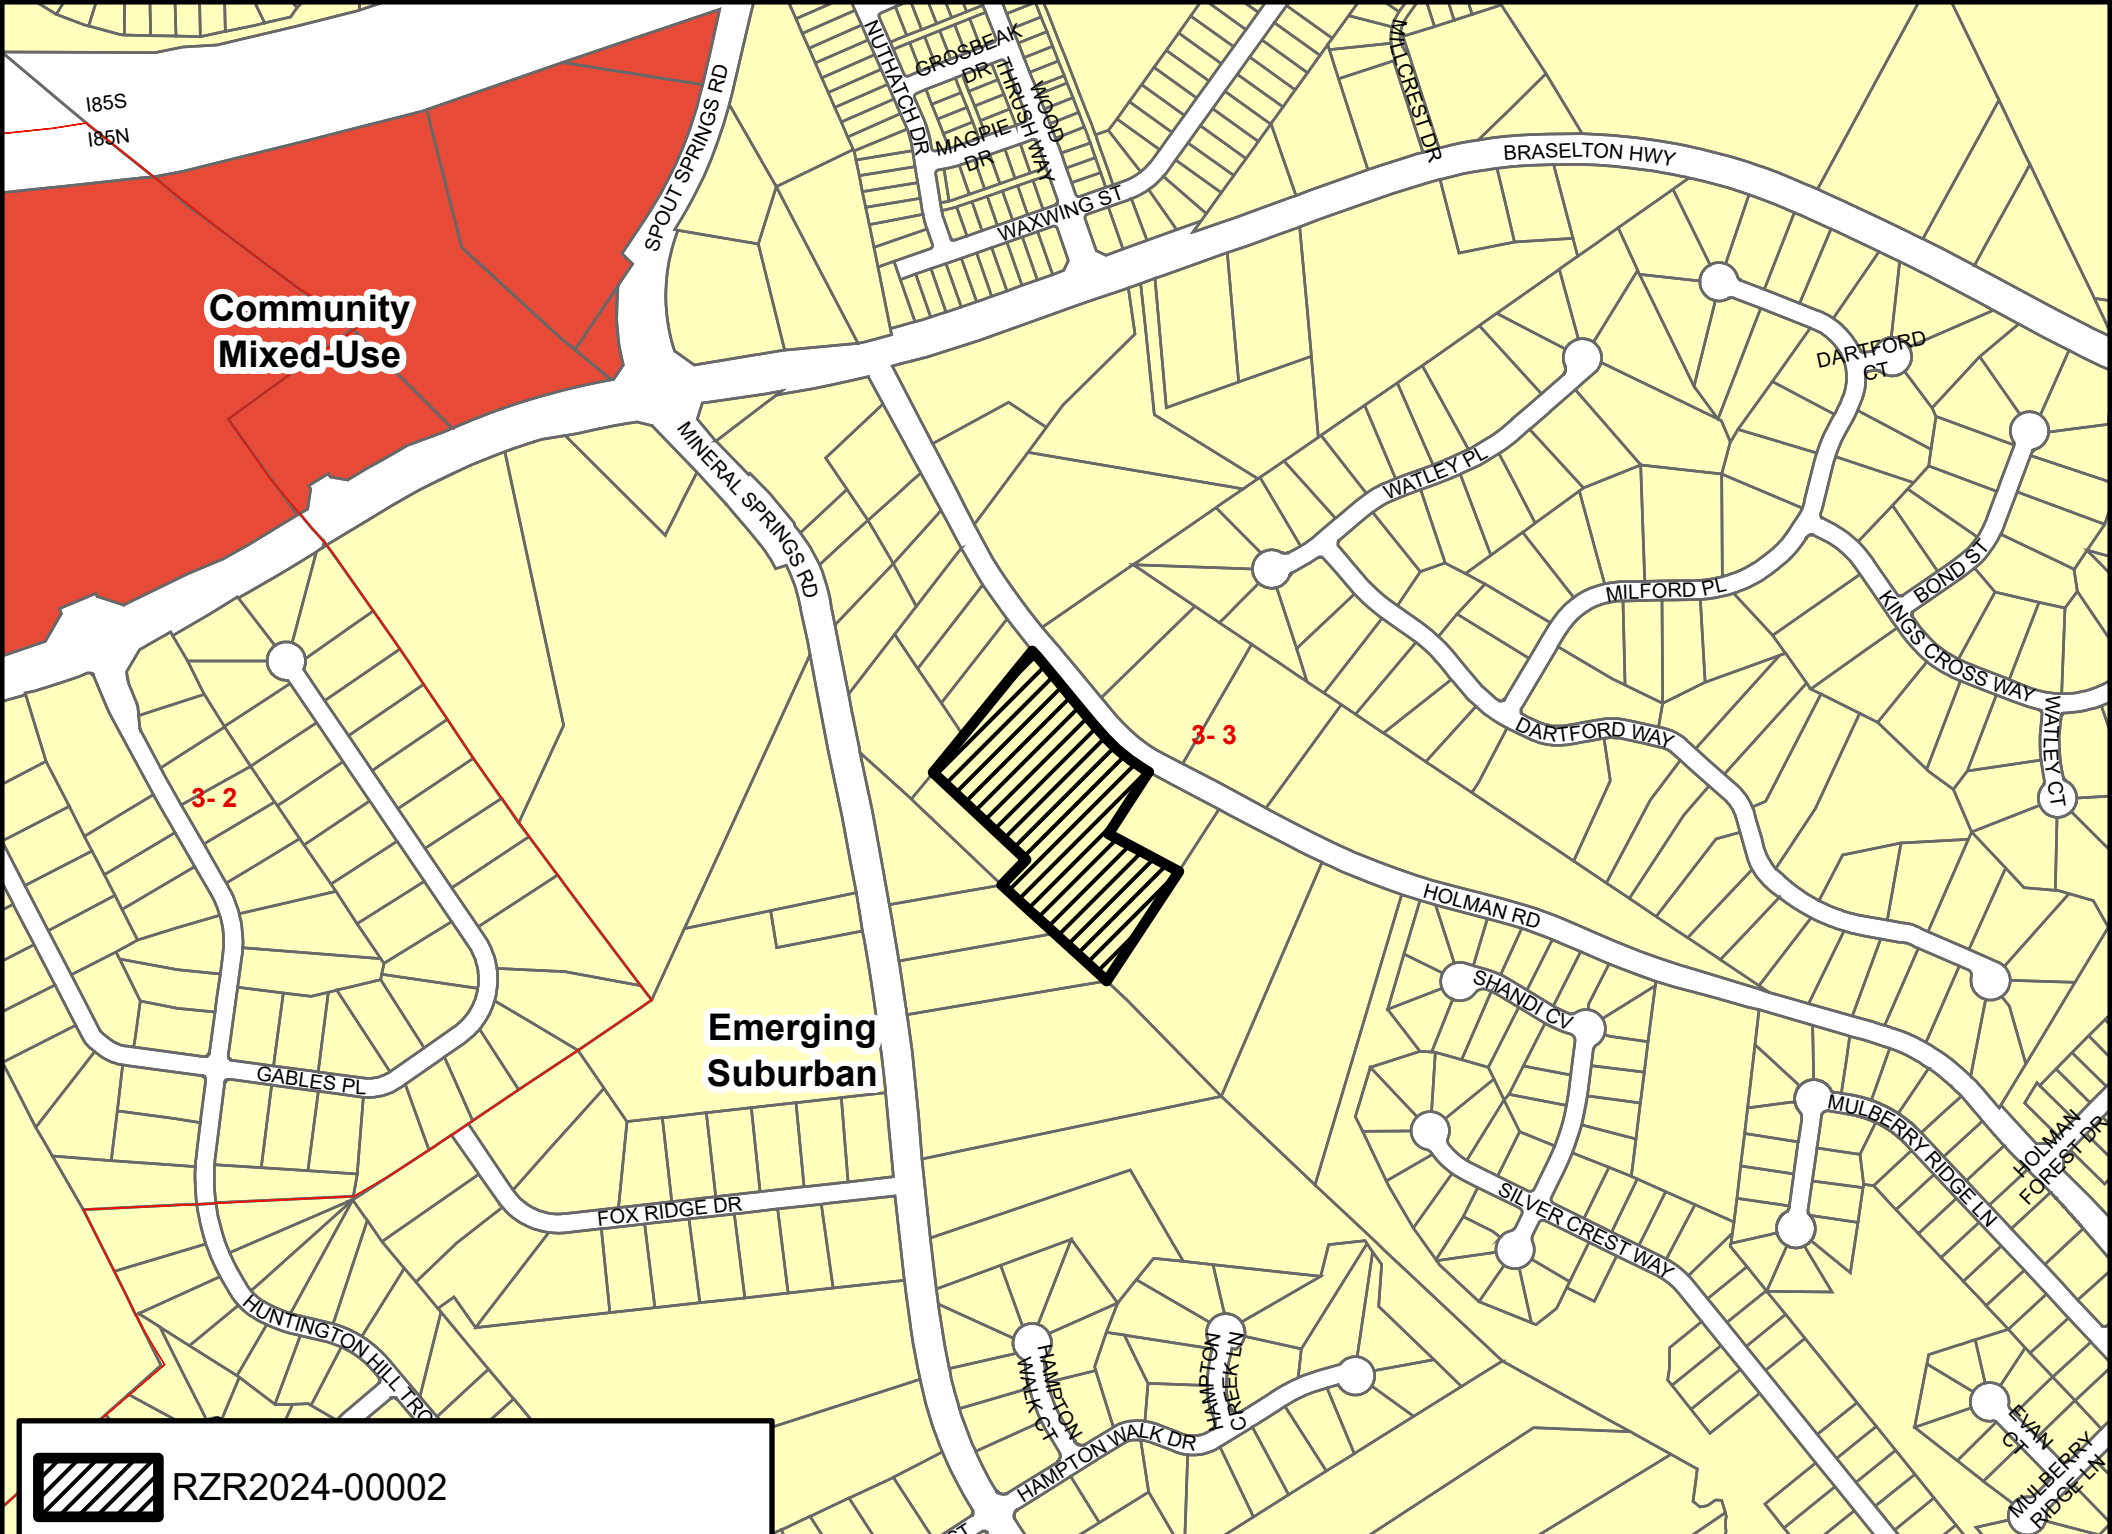 I85S
I85N
SPOUT SPRINGS RD
NUTHATCH DR
GROSBEAK
DR
MAGPIE
DR
WOOD
THRUSH WAY
WAXWING ST
MILLCREST DR
BRASELTON HWY
Community
Mixed-Use
MINERAL SPRINGS RD
WATLEY PL
DARTFORD
CT
BOND ST
MILFORD PL
KINGS CROSS WAY
WATLEY CT
DARTFORD WAY
3- 3
3- 2
HOLMAN RD
SHANDI CV
Emerging
Suburban
GABLES PL
FOX RIDGE DR
SILVER CREST WAY
MULBERRY RIDGE LN
HOLMAN
FOREST DR
HUNTINGTON HILL TRC
HAMPTON
WALK CT
HAMPTON
CREEK LN
HAMPTON WALK DR
EVAN
CT
MULBERRY
RIDGE LN
RZR2024-00002